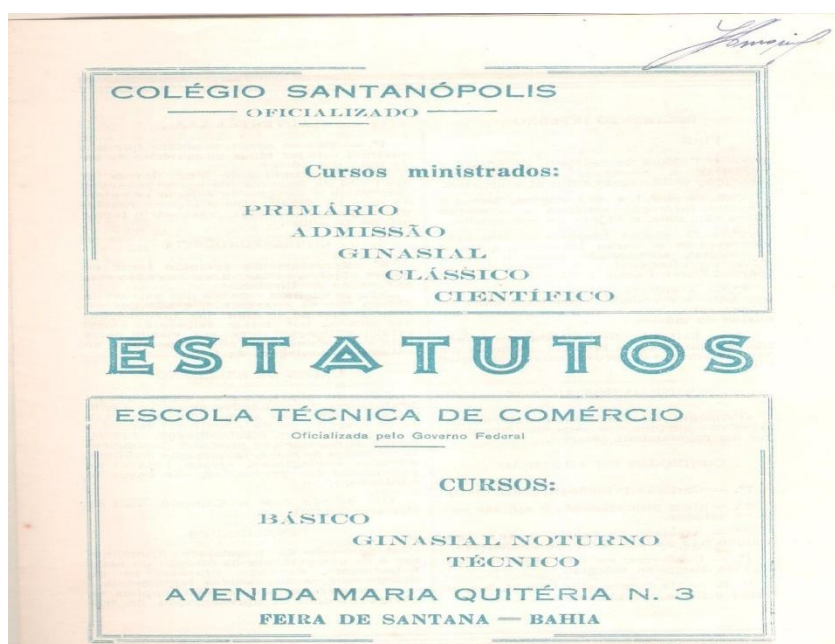 COLÉGIO SANTANÓPOLIS
OFICIALIZADO
Cursos ministrados:
PRIMÁRIO
ADMISSÃO
GINASIAL
CLÁSSICO
CIENTÍFICO
ESTATUTOS
ESCOLA TÉCNICA DE COMÉRCIO
Oficializada pelo Governo Federal
CURSOS:
BÁSICO
GINASIAL NOTURNO
TÉCNICO
AVENIDA MARIA QUITÉRIA N. 3
FEIRA DE SANTANA — BAHIA